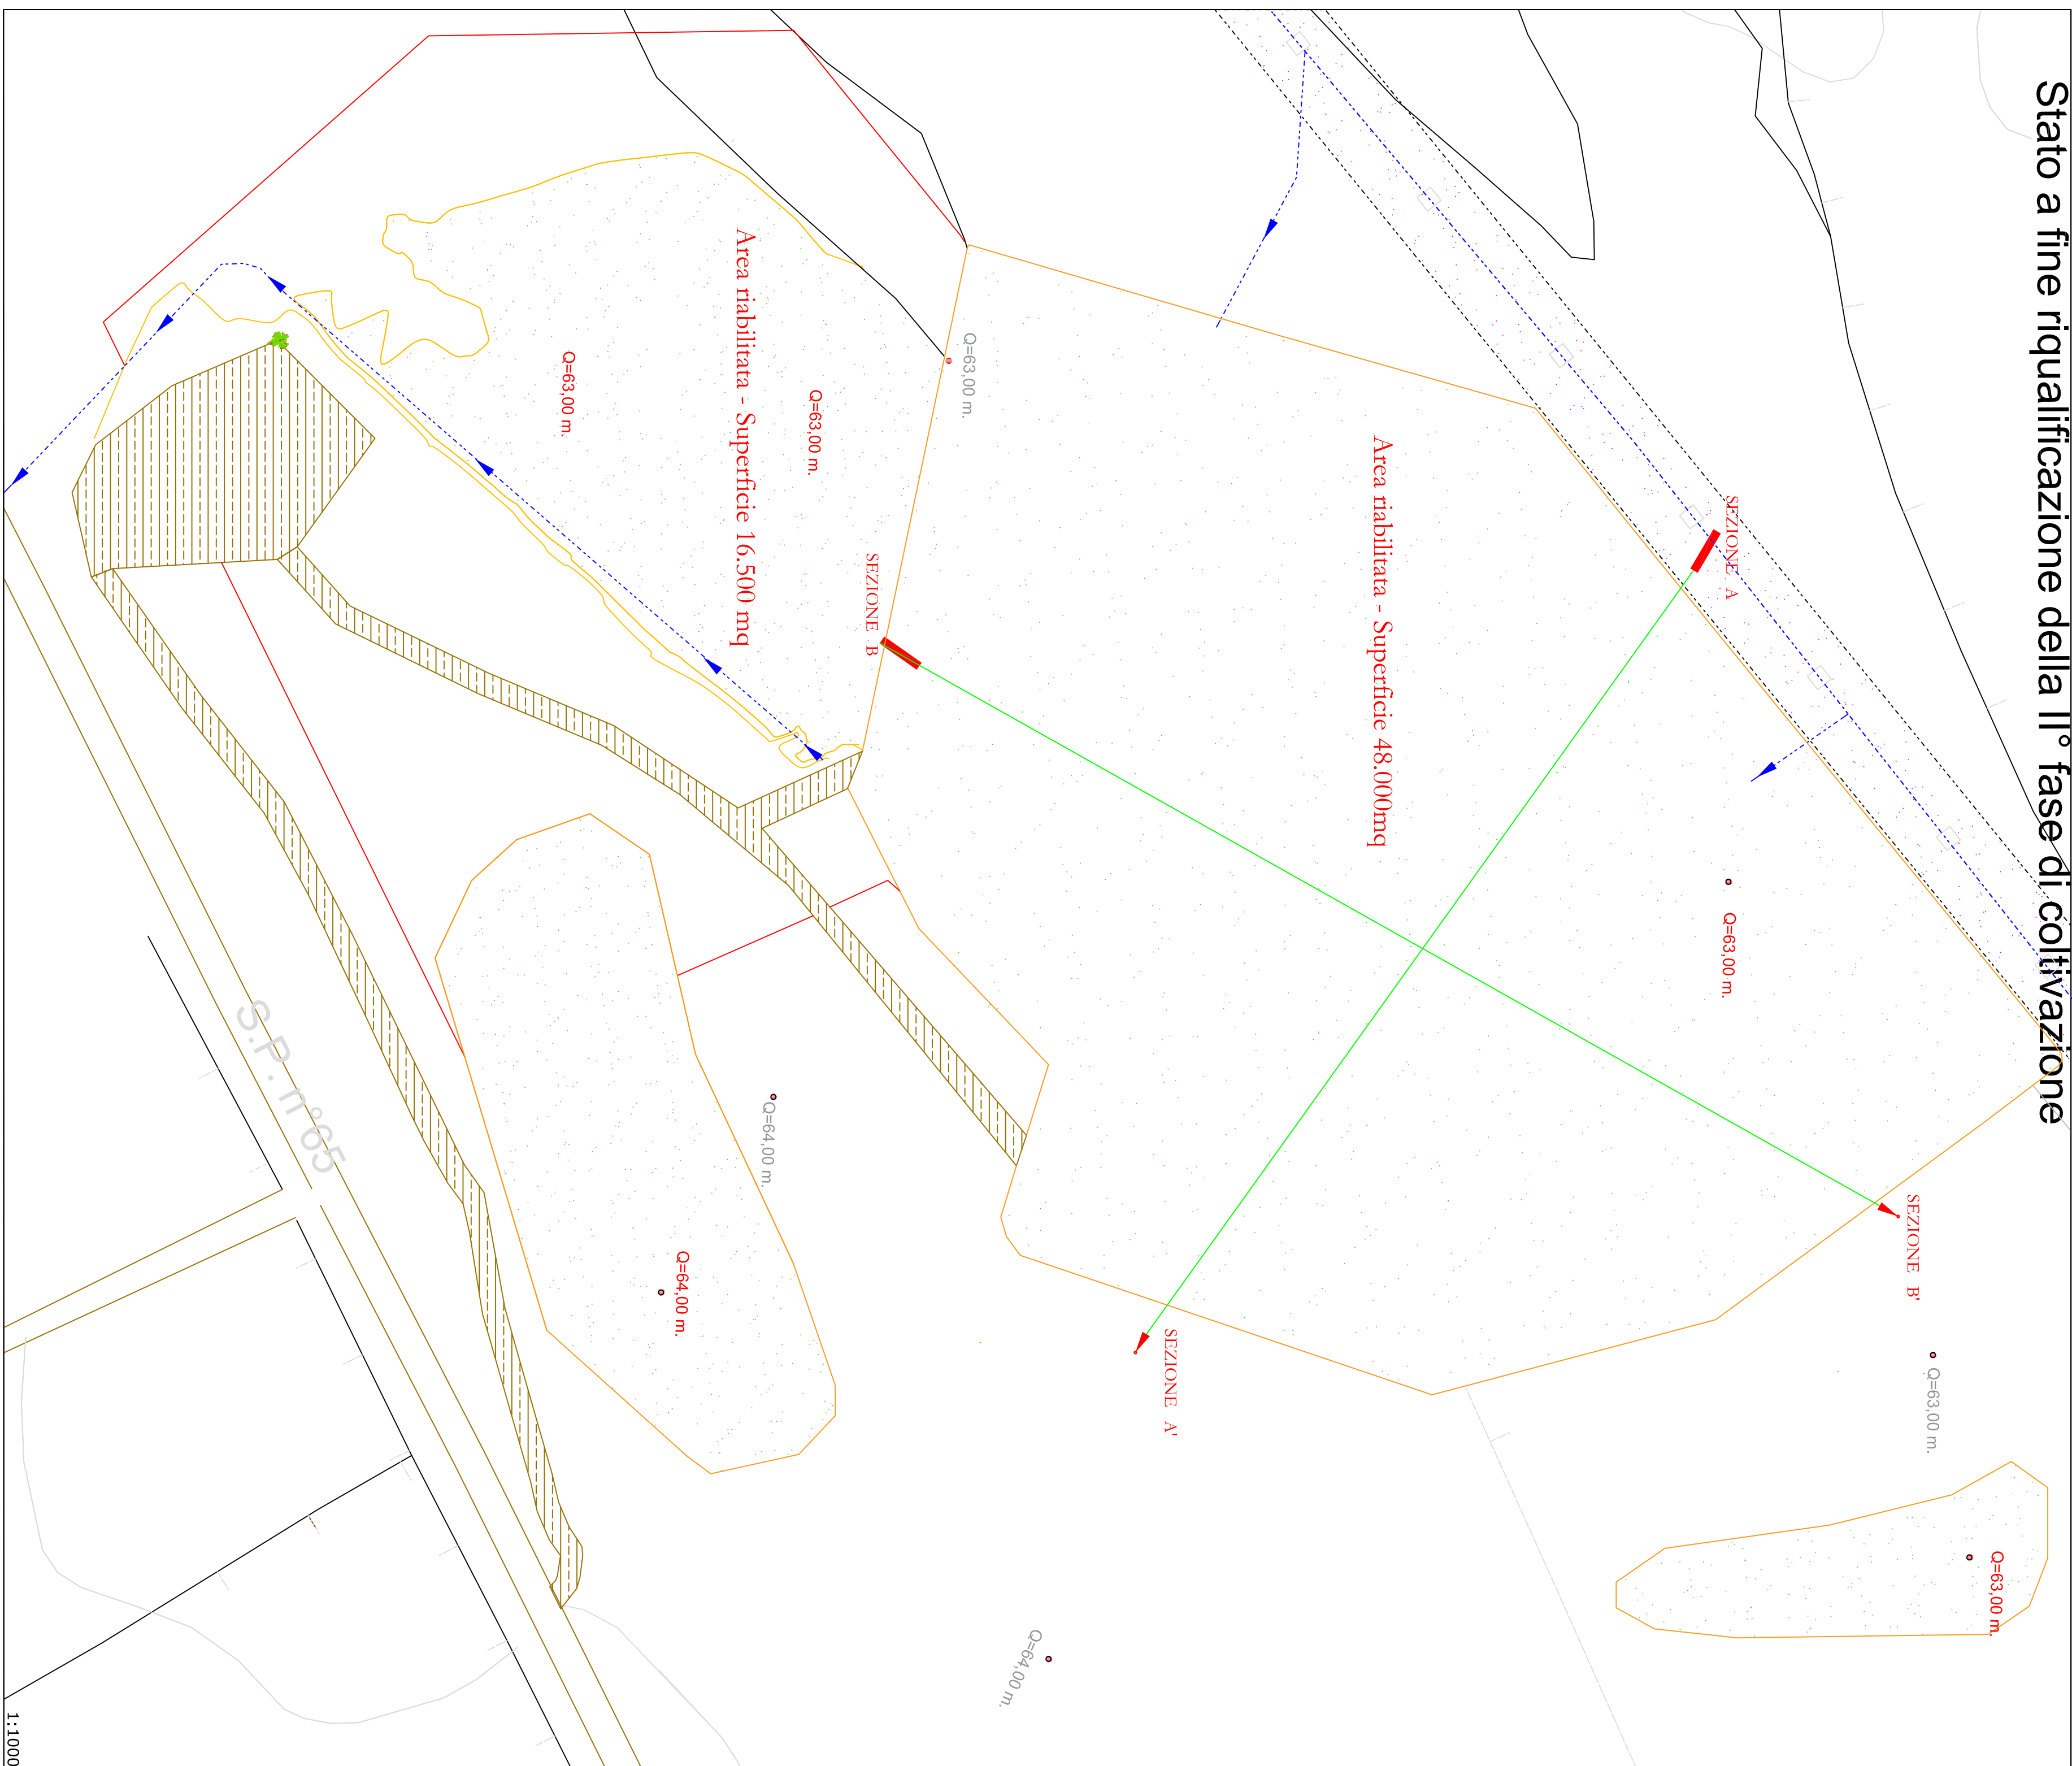 Stato a fine riqualificazione della II° fase di coltivazione
SEZIONE A
Q=63,00 m.
SEZIONE B'
Q=63,00 m.
Q=63,00 m.
Area riabilitata - Superficie 48.000mq
SEZIONE A'
Q=63,00 m.
SEZIONE B
Q=63,00 m.
Area riabilitata - Superficie 16.500 mq
Q=63,00 m.
Q=64,00 m.
Q=64,00 m.
Q=64,00 m.
S.P. n°65
1:1000